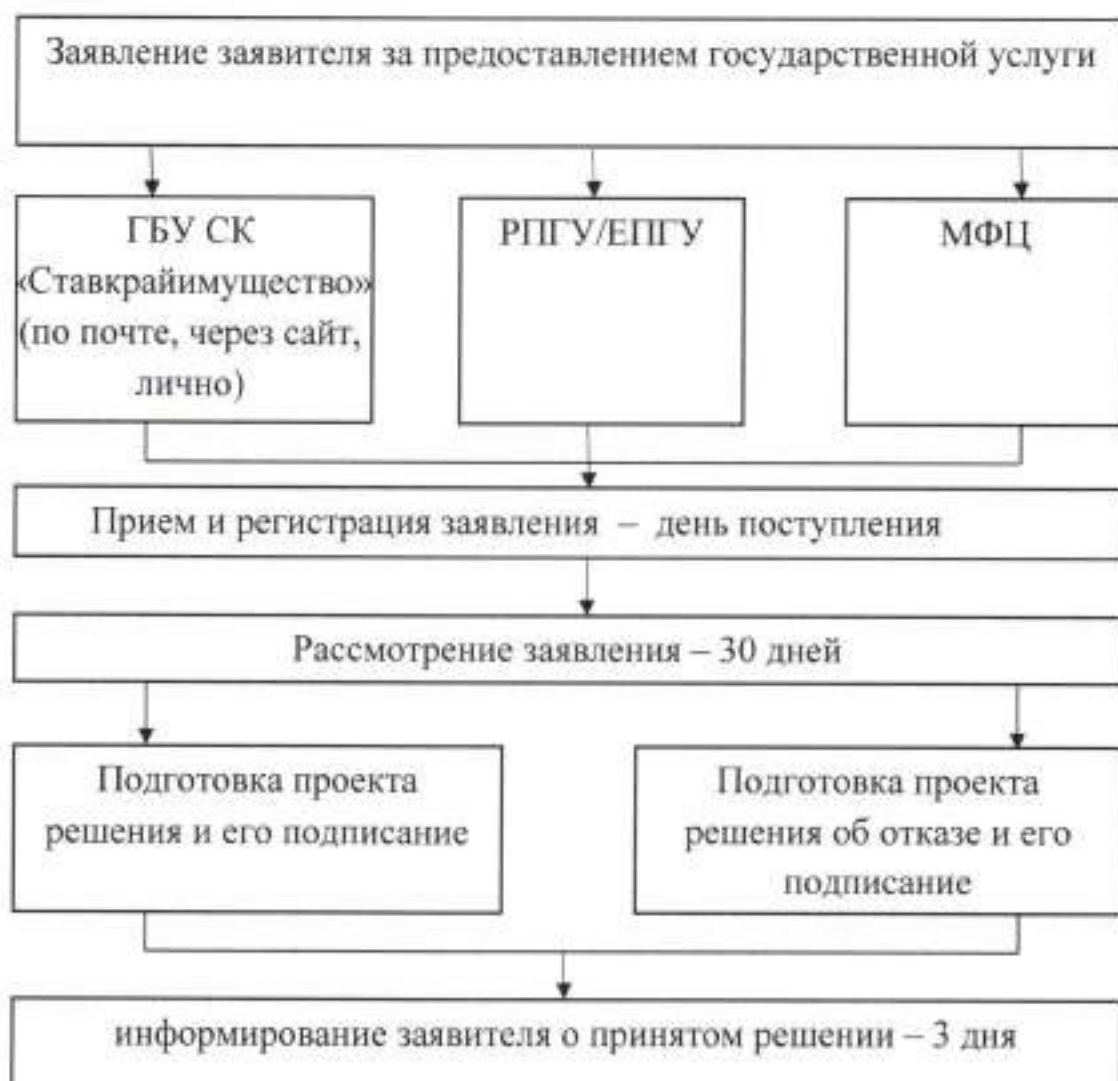 Заявление заявителя за предоставлением государственной услуги
ГБУ СК
«Ставкрайимущество»
(по почте, через сайт,
лично)
РПГУ/ЕПГУ
МФЦ
Прием и регистрация заявления – день поступления
Рассмотрение заявления – 30 дней
Подготовка проекта
решения и его подписание
Подготовка проекта
решения об отказе и его
подписание
информирование заявителя о принятом решении – 3 дня